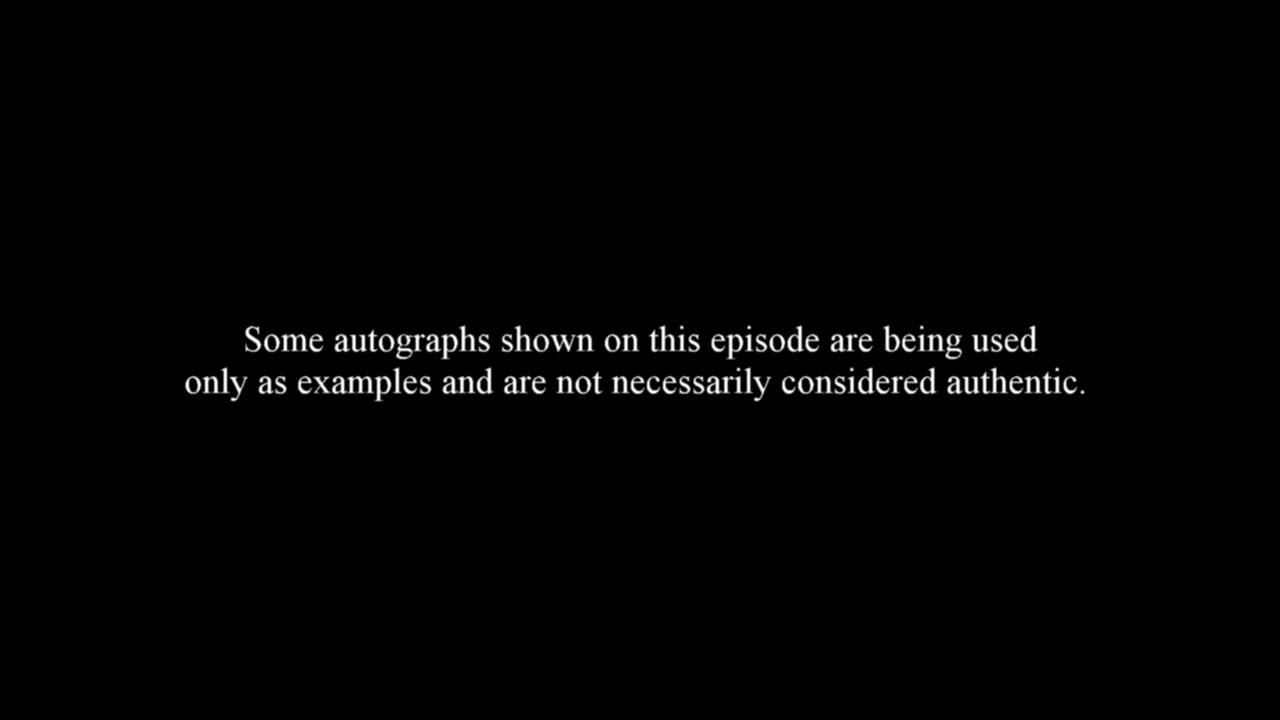 Some autographs shown on this episode are being used
only as examples and are not necessarily considered authentic.